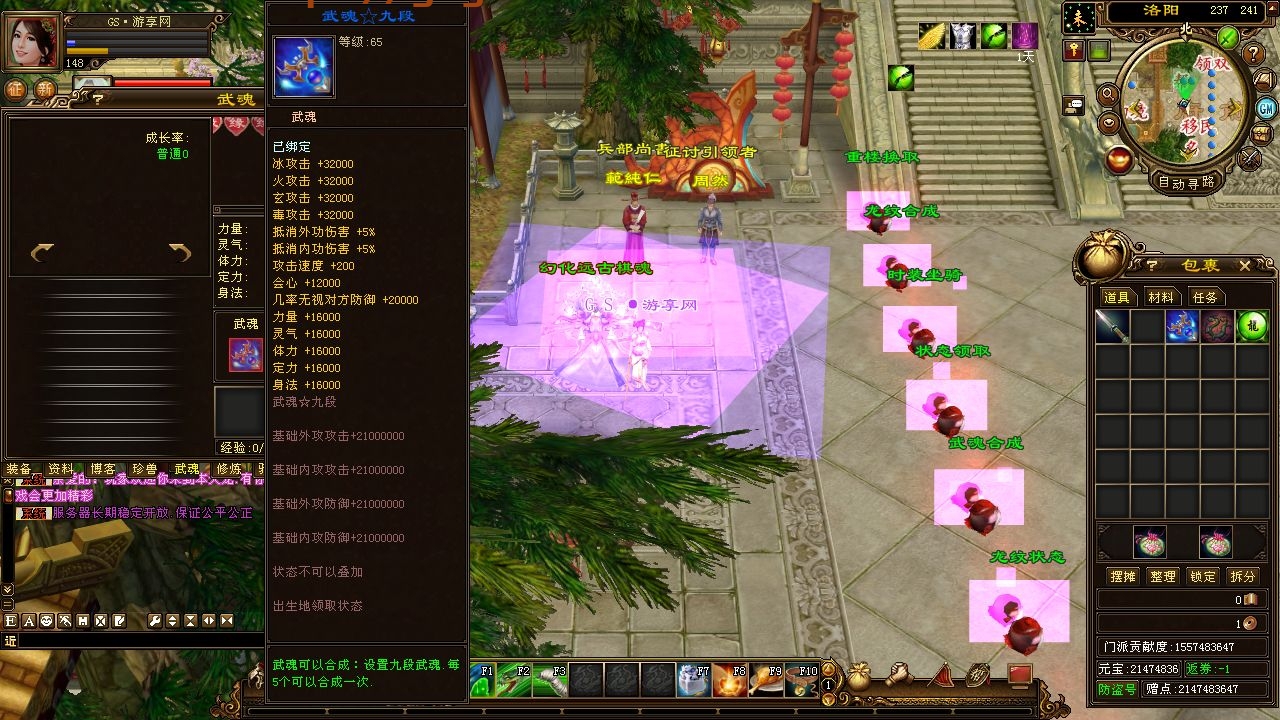 GS·游享网
148
征
新
武魂
成长率:
普通0
力量:
灵气:
体力:
定力:
身法:
武魂
经验:0/
装备 资料 博客 珍兽 武魂 修炼
戏会更加精彩
服务器长期稳定开放.保证公平公正
近
武魂☆九段
等级:65
武魂
已绑定
冰攻击 +32000
火攻击 +32000
玄攻击 +32000
毒攻击 +32000
抵消外功伤害 +5%
抵消内功伤害 +5%
攻击速度 +200
会心 +12000
几率无视对方防御 +20000
力量 +16000
灵气 +16000
体力 +16000
定力 +16000
身法 +16000
武魂☆九段
基础外攻攻击+21000000
基础内攻攻击+21000000
基础外攻防御+21000000
基础内攻防御+21000000
状态不可以叠加
出生地领取状态
武魂可以合成：设置九段武魂.每
5个可以合成一次.
兵部尚书
范纯仁
征讨引领者
周然
幻化远古棋魂
GS●游享网
重楼换取
龙纹合成
时装坐骑
状态领取
武魂合成
龙纹状态
1天
F1 F2 F3 F7 F8 F9 F10
1
洛阳 237 241
北
领双
移民
GM
自动寻路
包裹
道具 材料 任务
龍
摆摊 整理 锁定 拆分
0
1
门派贡献度:1557483647
元宝:21474836 返券:-1
防盗号 赠点:2147483647